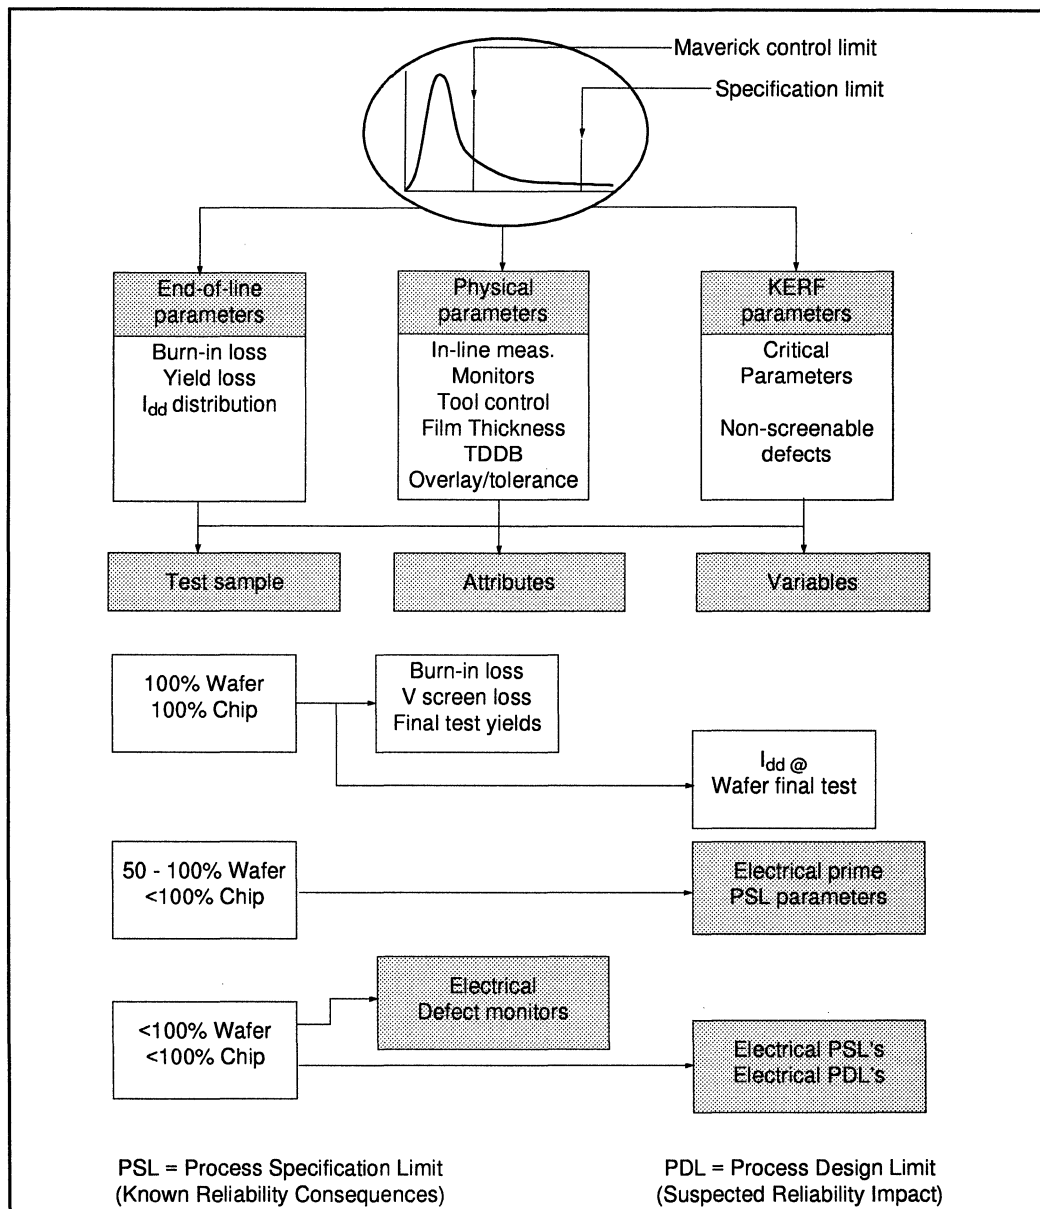 Maverick control limit
Specification limit
End-of-line
parameters
Burn-in loss
Yield loss
Idd distribution
Physical
parameters
In-line meas.
Monitors
Tool control
Film Thickness
TDDB
Overlay/tolerance
KERF
parameters
Critical
Parameters
Non-screenable
defects
Test sample
Attributes
Variables
100% Wafer
100% Chip
Burn-in loss
V screen loss
Final test yields
Idd @
Wafer final test
50 - 100% Wafer
<100% Chip
Electrical prime
PSL parameters
<100% Wafer
<100% Chip
Electrical
Defect monitors
Electrical PSL's
Electrical PDL's
PSL = Process Specification Limit
(Known Reliability Consequences)
PDL = Process Design Limit
(Suspected Reliability Impact)